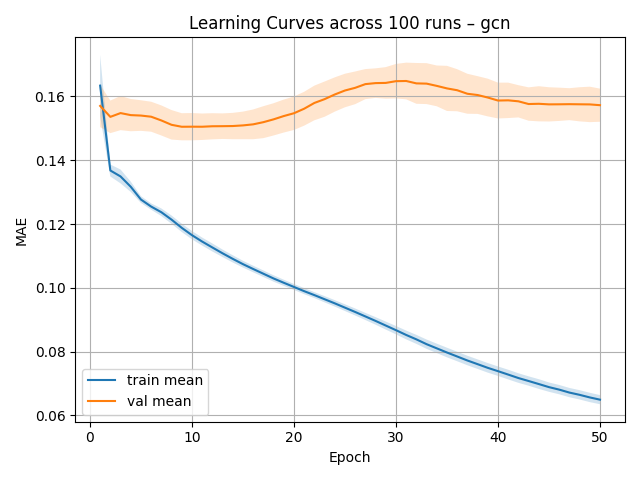 Learning Curves across 100 runs – gcn
MAE
0.16
0.14
0.12
0.10
0.08
0.06
train mean
val mean
0
10
20
30
40
50
Epoch